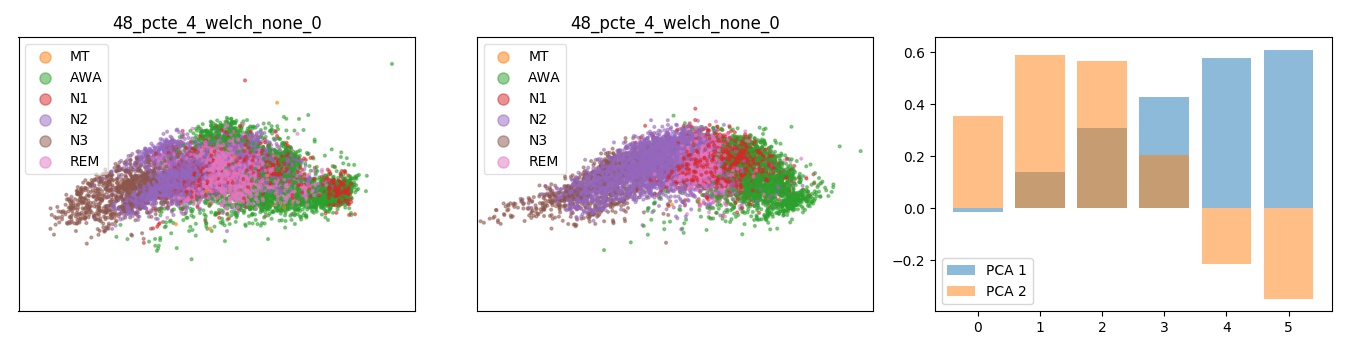 48_pcte_4_welch_none_0
MT
AWA
N1
N2
N3
REM
48_pcte_4_welch_none_0
MT
AWA
N1
N2
N3
REM
0.6
0.4
0.2
0.0
−0.2
PCA 1
PCA 2
0 1 2 3 4 5